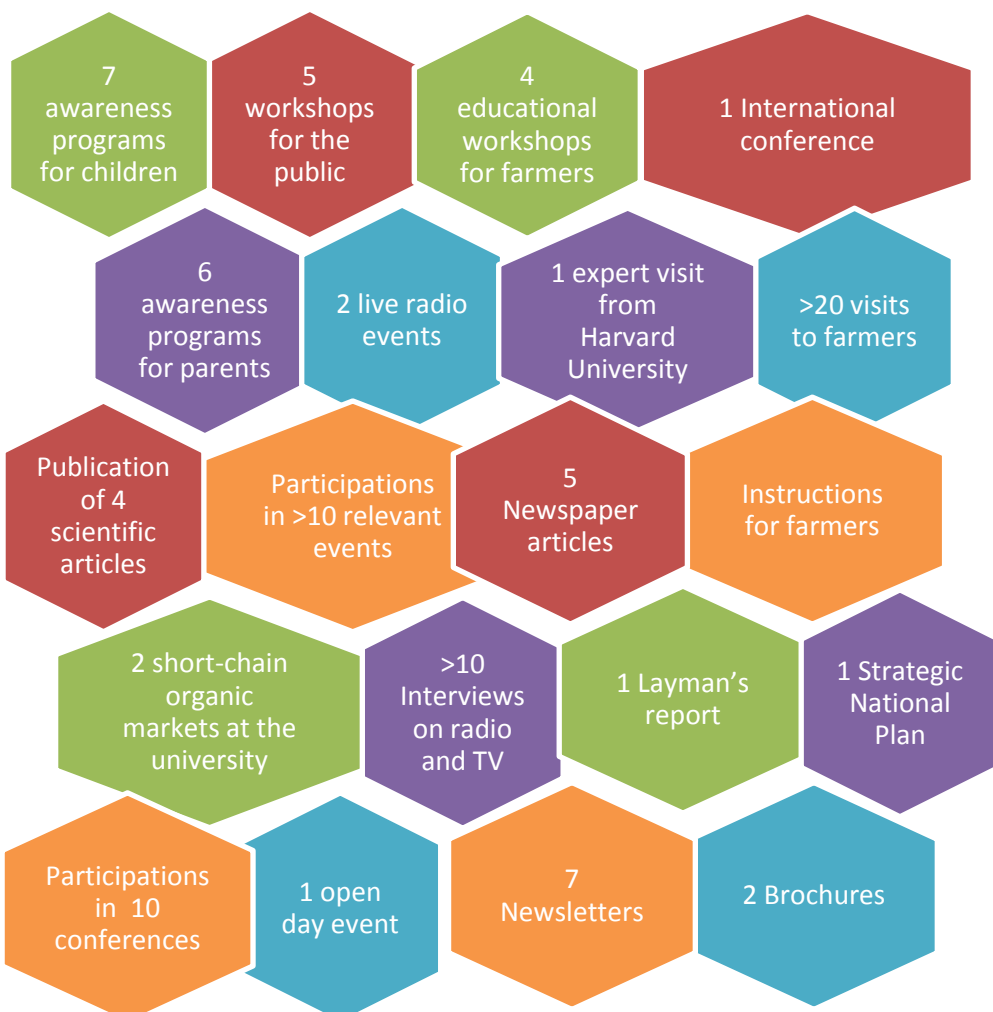 7
awareness
programs
for children
5
workshops
for the
public
4
educational
workshops
for farmers
1 International
conference
6
awareness
programs
for parents
2 live radio
events
1 expert visit
from
Harvard
University
>20 visits
to farmers
Publication
of 4
scientific
articles
Participations
in >10 relevant
events
5
Newspaper
articles
Instructions
for farmers
2 short-chain
organic
markets at the
university
>10
Interviews
on radio
and TV
1 Layman’s
report
1 Strategic
National
Plan
Participations
in 10
conferences
1 open
day event
7
Newsletters
2 Brochures